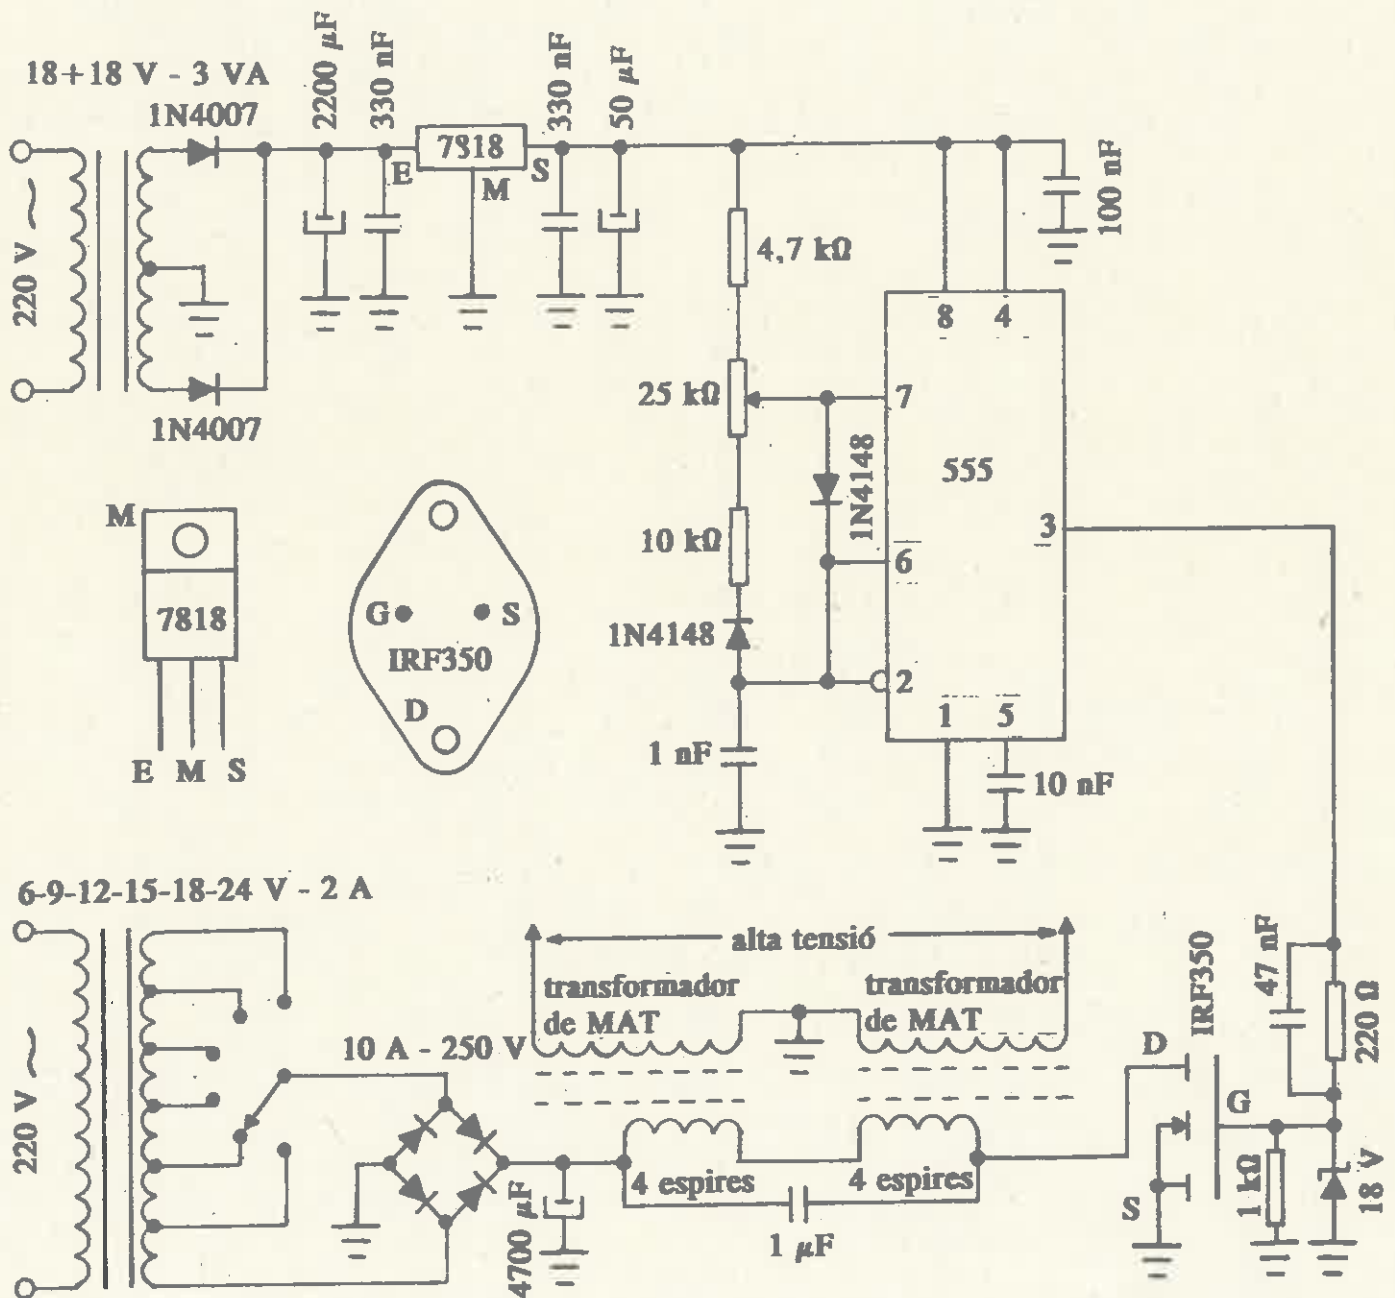 18+18 V - 3 VA
1N4007
2200 µF
330 nF
7818
330 nF
50 µF
E
M
S
220 V
1N4007
4,7 kΩ
100 nF
8
4
25 kΩ
7
1N4148
555
3
10 kΩ
6
1N4148
2
1
5
1 nF
10 nF
M
7818
E M S
G
S
IRF350
D
6-9-12-15-18-24 V - 2 A
220 V
10 A - 250 V
alta tensió
transformador
de MAT
transformador
de MAT
4 espires
4 espires
4700 µF
1 µF
D
IRF350
G
S
47 nF
220 Ω
1 kΩ
18 V